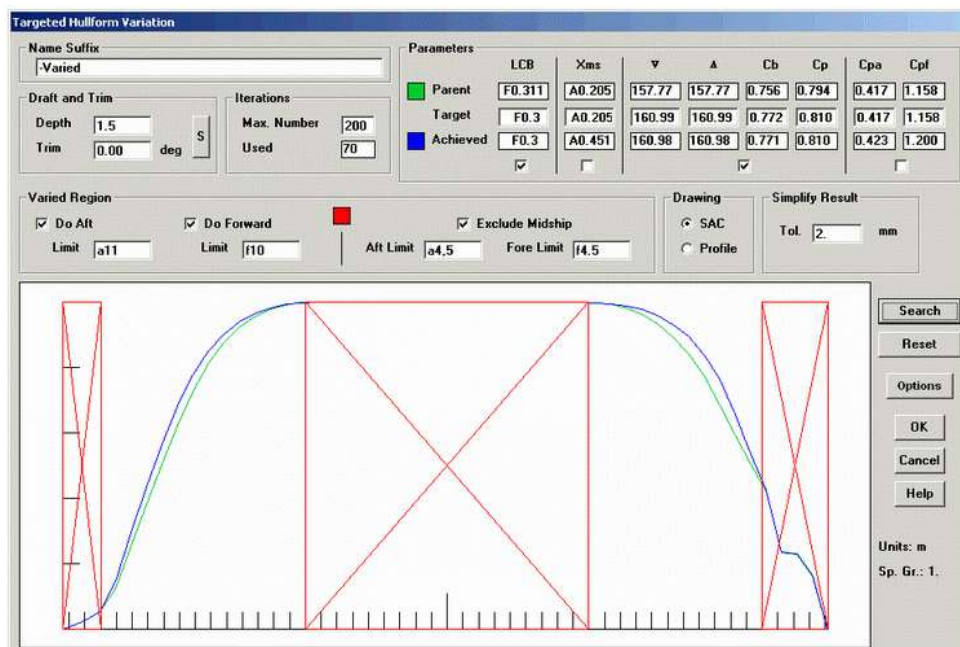 Targeted Hullform Variation
Name Suffix
-Varied
Draft and Trim
Depth 1.5
Trim 0.00 deg
S
Iterations
Max. Number 200
Used 70
Parameters
LCB Xms ∇ Δ Cb Cp Cpa Cpf
Parent F0.311 A0.205 157.77 157.77 0.756 0.794 0.417 1.158
Target F0.3 A0.205 160.99 160.99 0.772 0.810 0.417 1.158
Achieved F0.3 A0.451 160.98 160.98 0.771 0.810 0.423 1.200
Varied Region
Do Aft Do Forward Exclude Midship
Limit a11 Limit f10 Aft Limit a4.5 Fore Limit f4.5
Drawing
SAC
Profile
Simplify Result
Tol. 2. mm
Search
Reset
Options
OK
Cancel
Help
Units: m
Sp. Gr.: 1.